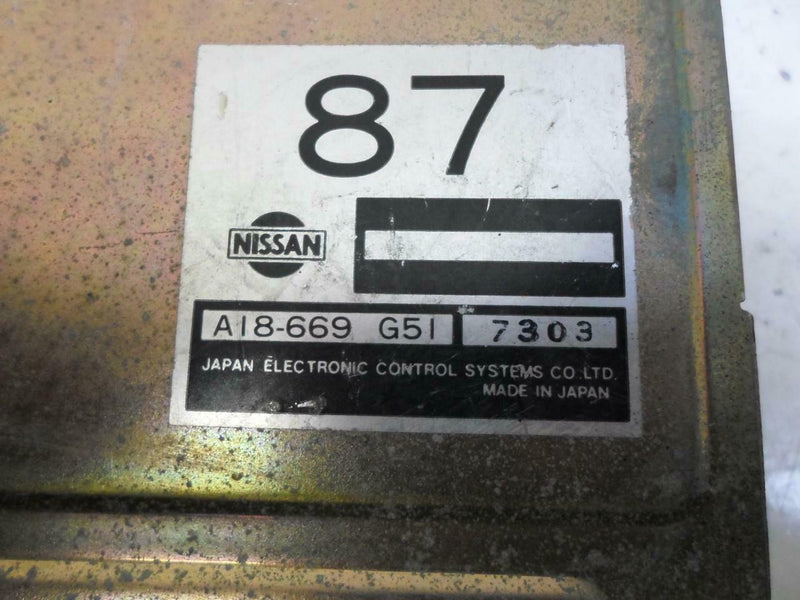 87
NISSAN
A18-669 G51 7303
JAPAN ELECTRONIC CONTROL SYSTEMS CO.LTD.
MADE IN JAPAN